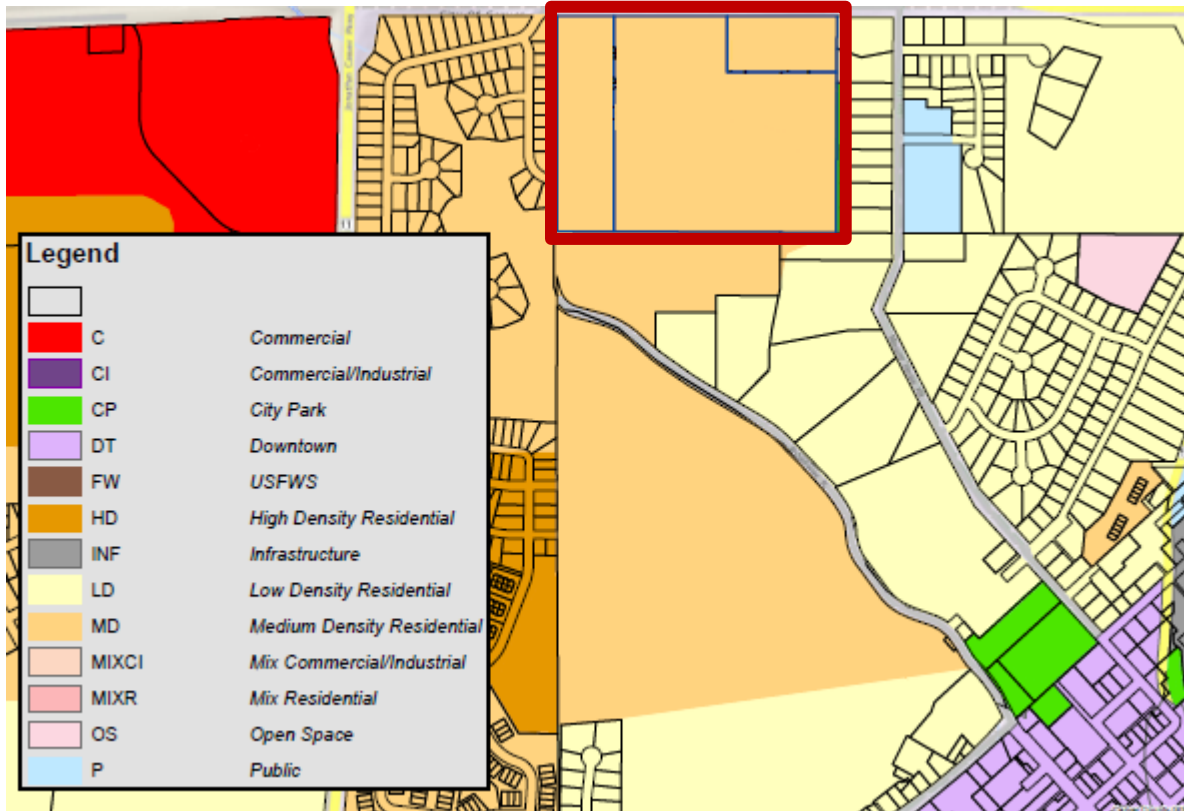 Legend
C Commercial
CI Commercial/Industrial
CP City Park
DT Downtown
FW USFWS
HD High Density Residential
INF Infrastructure
LD Low Density Residential
MD Medium Density Residential
MIXCI Mix Commercial/Industrial
MIXR Mix Residential
OS Open Space
P Public